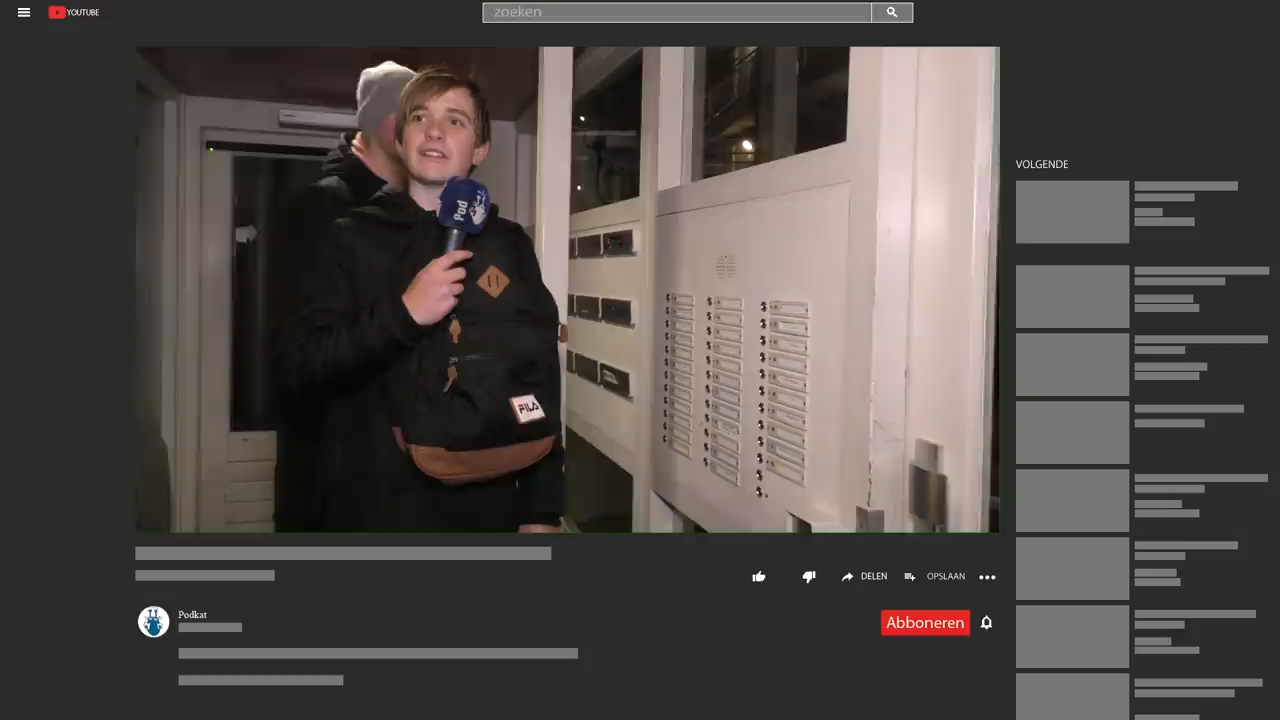 YOUTUBE
zoeken
VOLGENDE
Pod
FILA
DELEN
OPSLAAN
Podkat
Abboneren